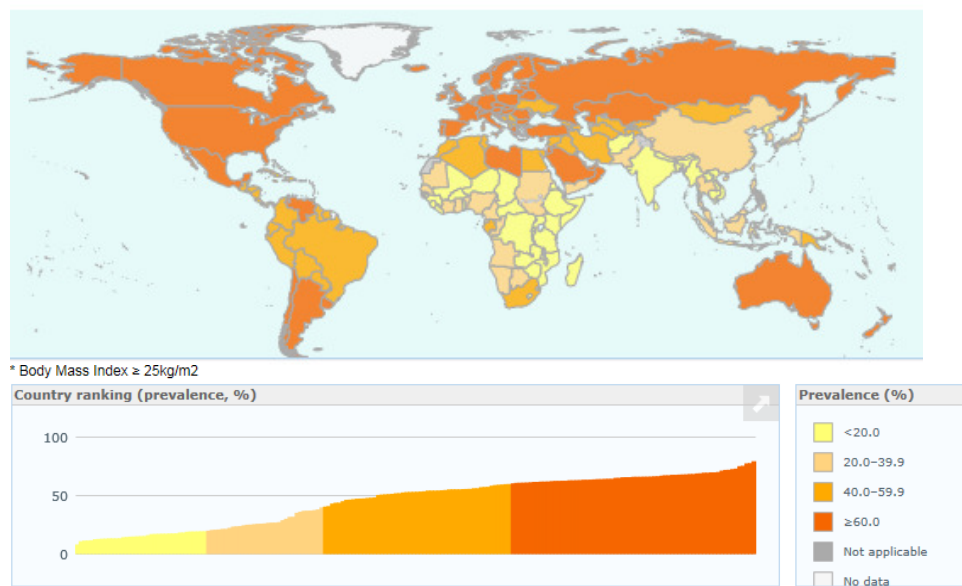 * Body Mass Index ≥ 25kg/m2
Country ranking (prevalence, %)
100
50
0
Prevalence (%)
<20.0
20.0–39.9
40.0–59.9
≥60.0
Not applicable
No data